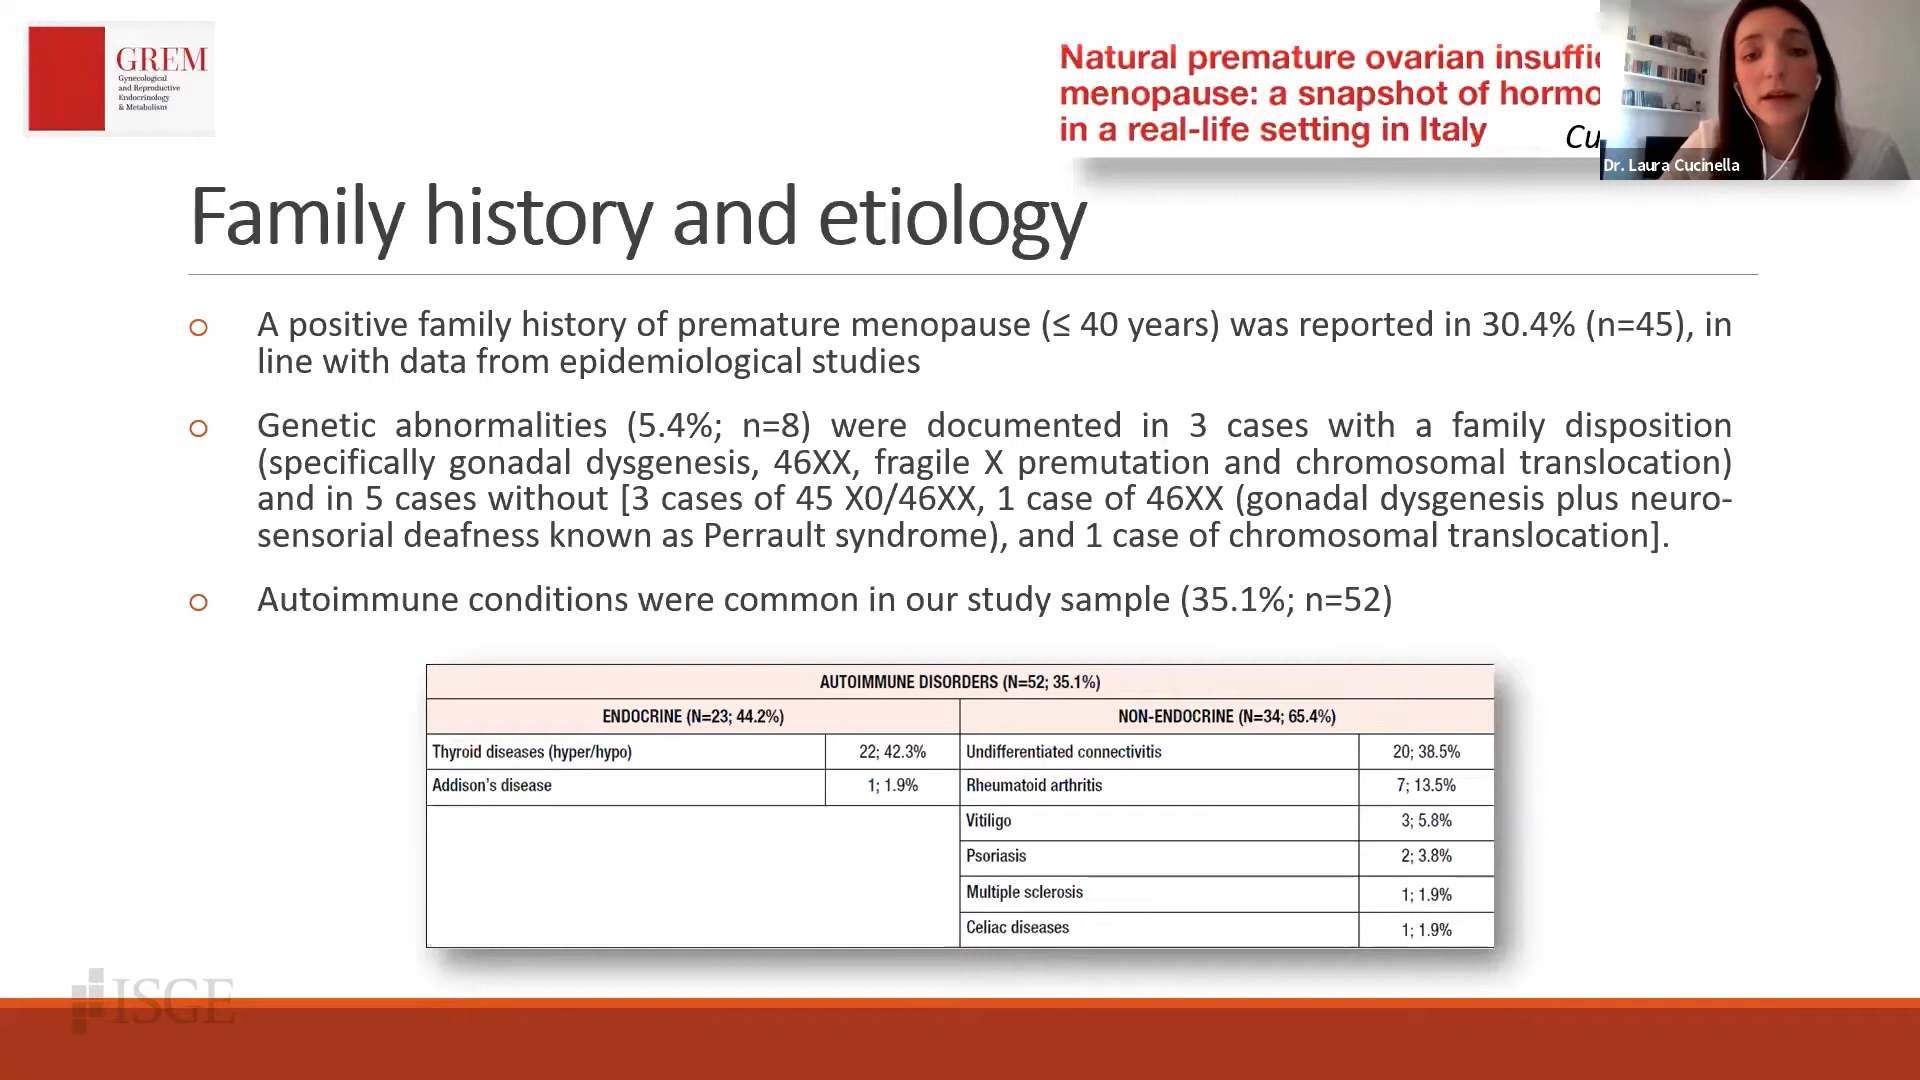 GREM
Gynecological
and Reproductive
Endocrinology
& Metabolism
Natural premature ovarian
menopause: a snapshot of
in a real-life setting in Italy
Dr. Laura Cucinella
Family history and etiology
A positive family history of premature menopause (≤ 40 years) was reported in 30.4% (n=45), in
line with data from epidemiological studies
Genetic abnormalities (5.4%; n=8) were documented in 3 cases with a family disposition
(specifically gonadal dysgenesis, 46XX, fragile X premutation and chromosomal translocation)
and in 5 cases without [3 cases of 45 X0/46XX, 1 case of 46XX (gonadal dysgenesis plus neuro-
sensorial deafness known as Perrault syndrome), and 1 case of chromosomal translocation].
Autoimmune conditions were common in our study sample (35.1%; n=52)
AUTOIMMUNE DISORDERS (N=52; 35.1%)
ENDOCRINE (N=23; 44.2%) NON-ENDOCRINE (N=34; 65.4%)
Thyroid diseases (hyper/hypo) 22; 42.3% Undifferentiated connectivitis 20; 38.5%
Addison's disease 1; 1.9% Rheumatoid arthritis 7; 13.5%
Vitiligo 3; 5.8%
Psoriasis 2; 3.8%
Multiple sclerosis 1; 1.9%
Celiac diseases 1; 1.9%
ISGE